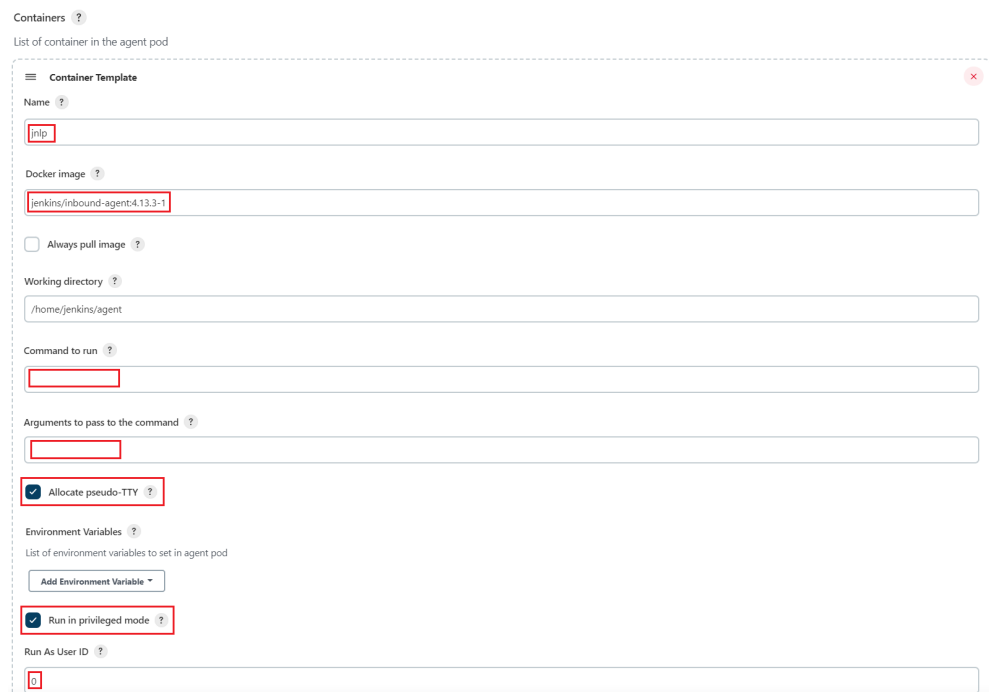 Containers ?
List of container in the agent pod
Container Template
Name ?
jnlp
Docker image ?
jenkins/inbound-agent:4.13.3-1
Always pull image ?
Working directory ?
/home/jenkins/agent
Command to run ?
Arguments to pass to the command ?
Allocate pseudo-TTY ?
Environment Variables ?
List of environment variables to set in agent pod
Add Environment Variable
Run in privileged mode ?
Run As User ID ?
0